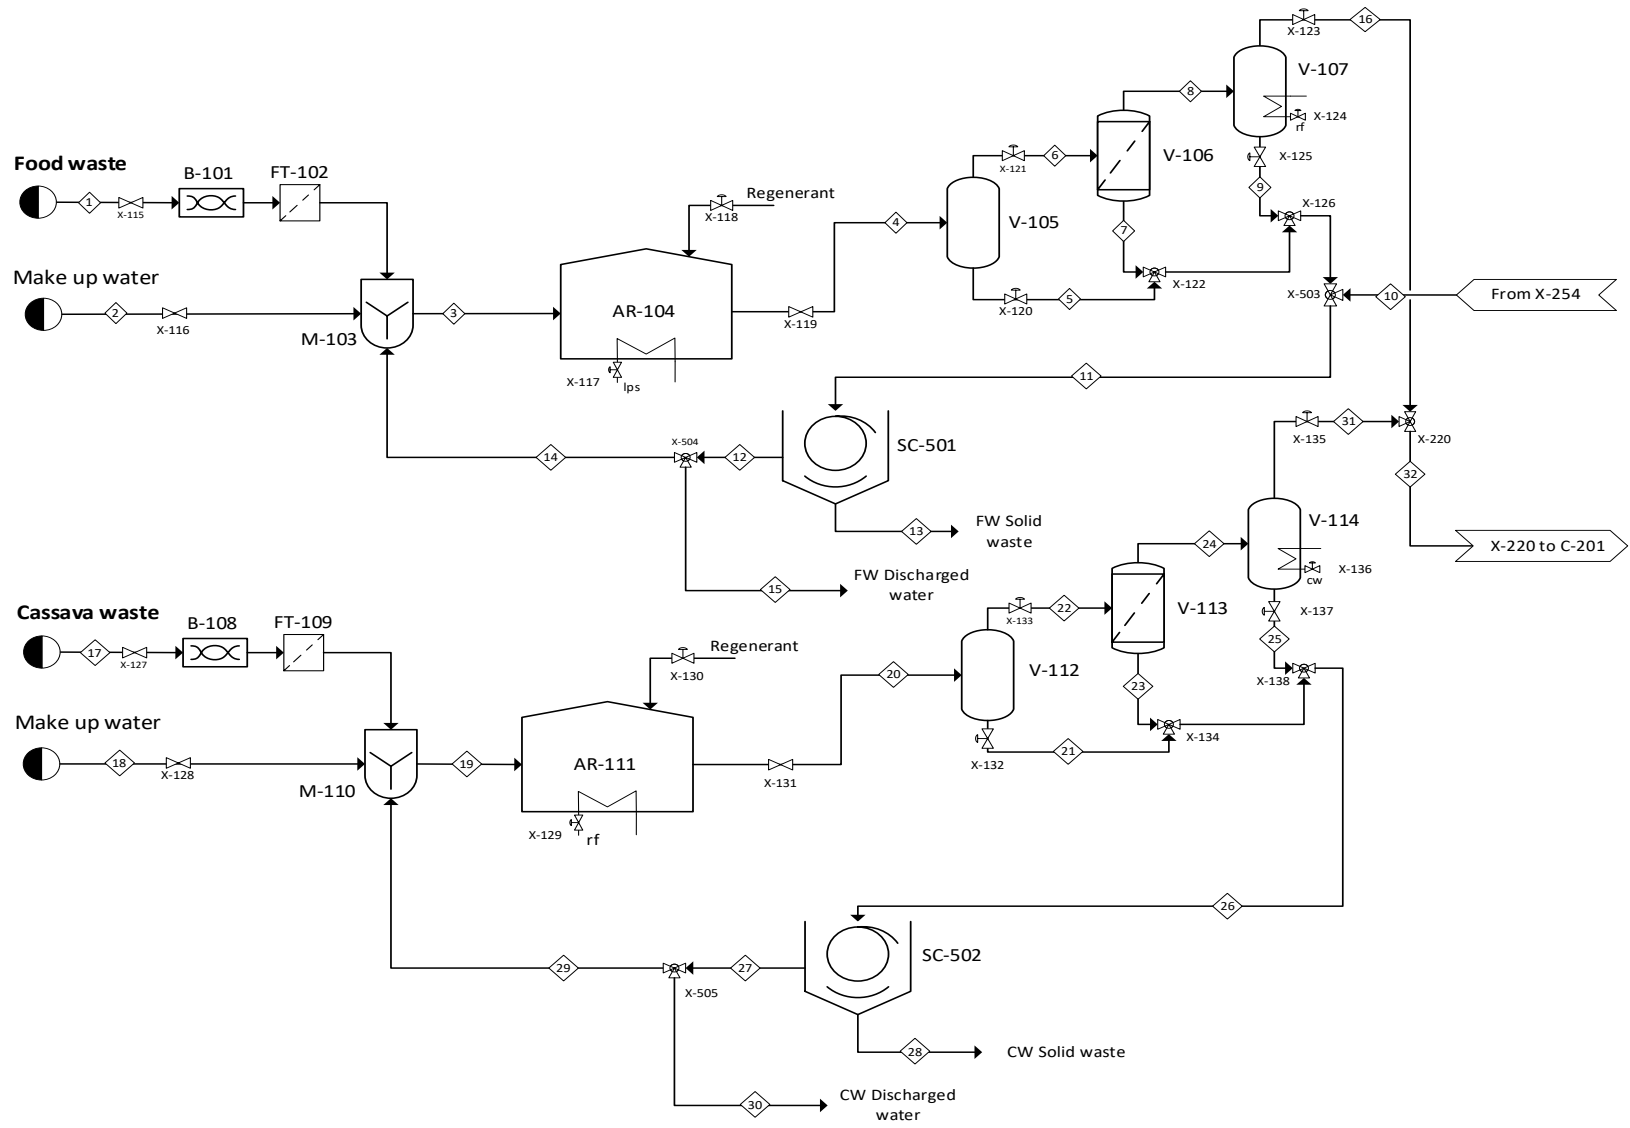 X-123
16
V-107
8
X-124
rf
X-121
6
V-106
X-125
9
X-126
Food waste
B-101
FT-102
1
X-115
Regenerant
X-118
4
V-105
7
X-122
X-503
10
From X-254
Make up water
2
X-116
M-103
3
AR-104
X-119
X-120
5
X-117
lps
11
SC-501
X-504
14
12
X-135
31
X-220
32
13
FW Solid
waste
24
V-114
X-220 to C-201
X-136
cw
15
FW Discharged
water
Cassava waste
B-108
FT-109
17
X-127
X-133
22
V-113
X-137
25
Regenerant
X-130
20
V-112
23
X-138
Make up water
18
X-128
M-110
19
AR-111
X-131
X-132
21
X-134
X-129
rf
26
SC-502
29
27
X-505
28
CW Solid waste
30
CW Discharged
water